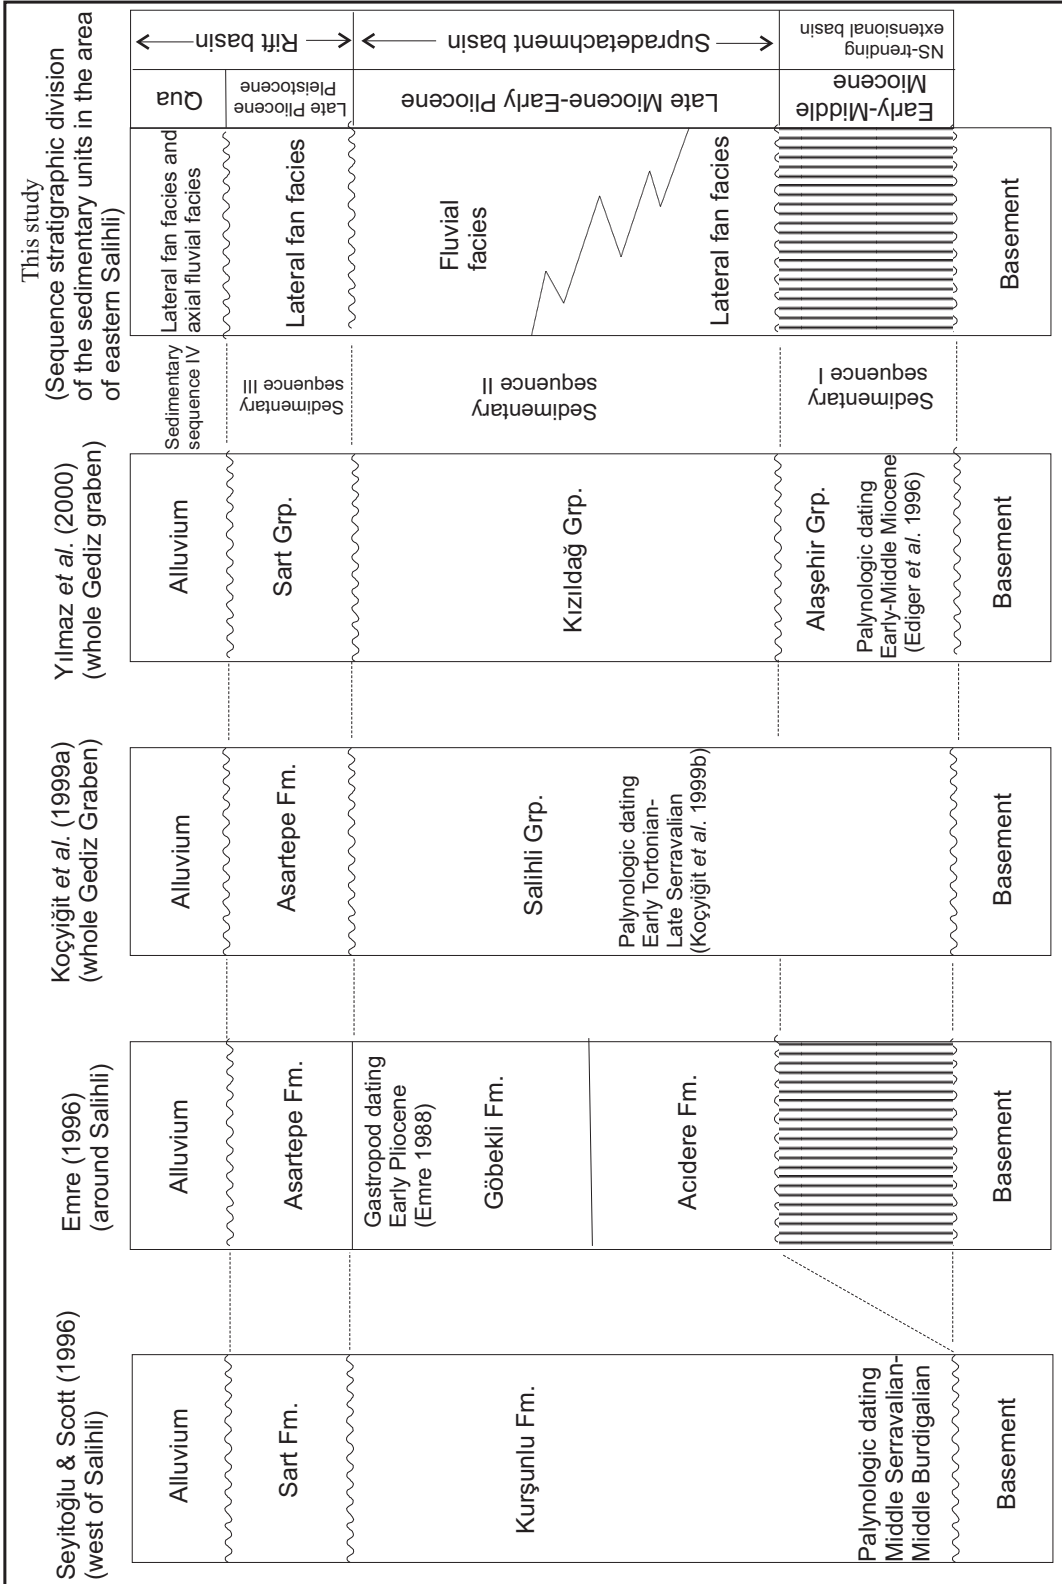 Seyitoğlu & Scott (1996)
(west of Salihli)
Alluvium
Sart Fm.
Kurşunlu Fm.
Palynologic dating
Middle Serravalian-
Middle Burdigalian
Basement
Emre (1996)
(around Salihli)
Alluvium
Asartepe Fm.
Gastropod dating
Early Pliocene
(Emre 1988)
Göbekli Fm.
Acıdere Fm.
Basement
Koçyiğit et al. (1999a)
(whole Gediz Graben)
Alluvium
Asartepe Fm.
Salihli Grp.
Palynologic dating
Early Tortonian-
Late Serravalian
(Koçyiğit et al. 1999b)
Basement
Yılmaz et al. (2000)
(whole Gediz graben)
Alluvium
Sart Grp.
Kızıldağ Grp.
Alaşehir Grp.
Palynologic dating
Early-Middle Miocene
(Ediger et al. 1996)
Basement
Sedimentary
sequence IV
Sedimentary
sequence III
Sedimentary
sequence II
Sedimentary
sequence I
This study
(Sequence stratigraphic division
of the sedimentary units in the area
of eastern Salihli)
Lateral fan facies and
axial fluvial facies
Lateral fan facies
Fluvial
facies
Lateral fan facies
Basement
Qua
Late Pliocene
Pleistocene
Late Miocene-Early Pliocene
Early-Middle
Miocene
Rift basin
Supradetachment basin
NS-trending
extensional basin